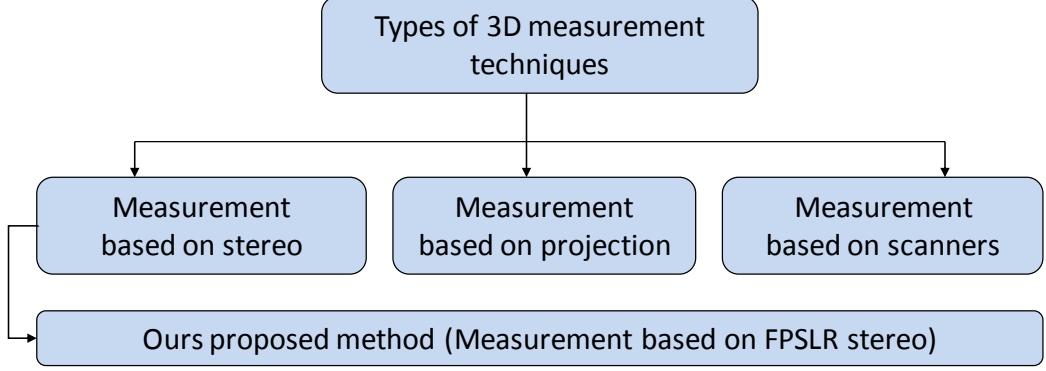 Types of 3D measurement
techniques
Measurement
based on stereo
Measurement
based on projection
Measurement
based on scanners
Ours proposed method (Measurement based on FPSLR stereo)